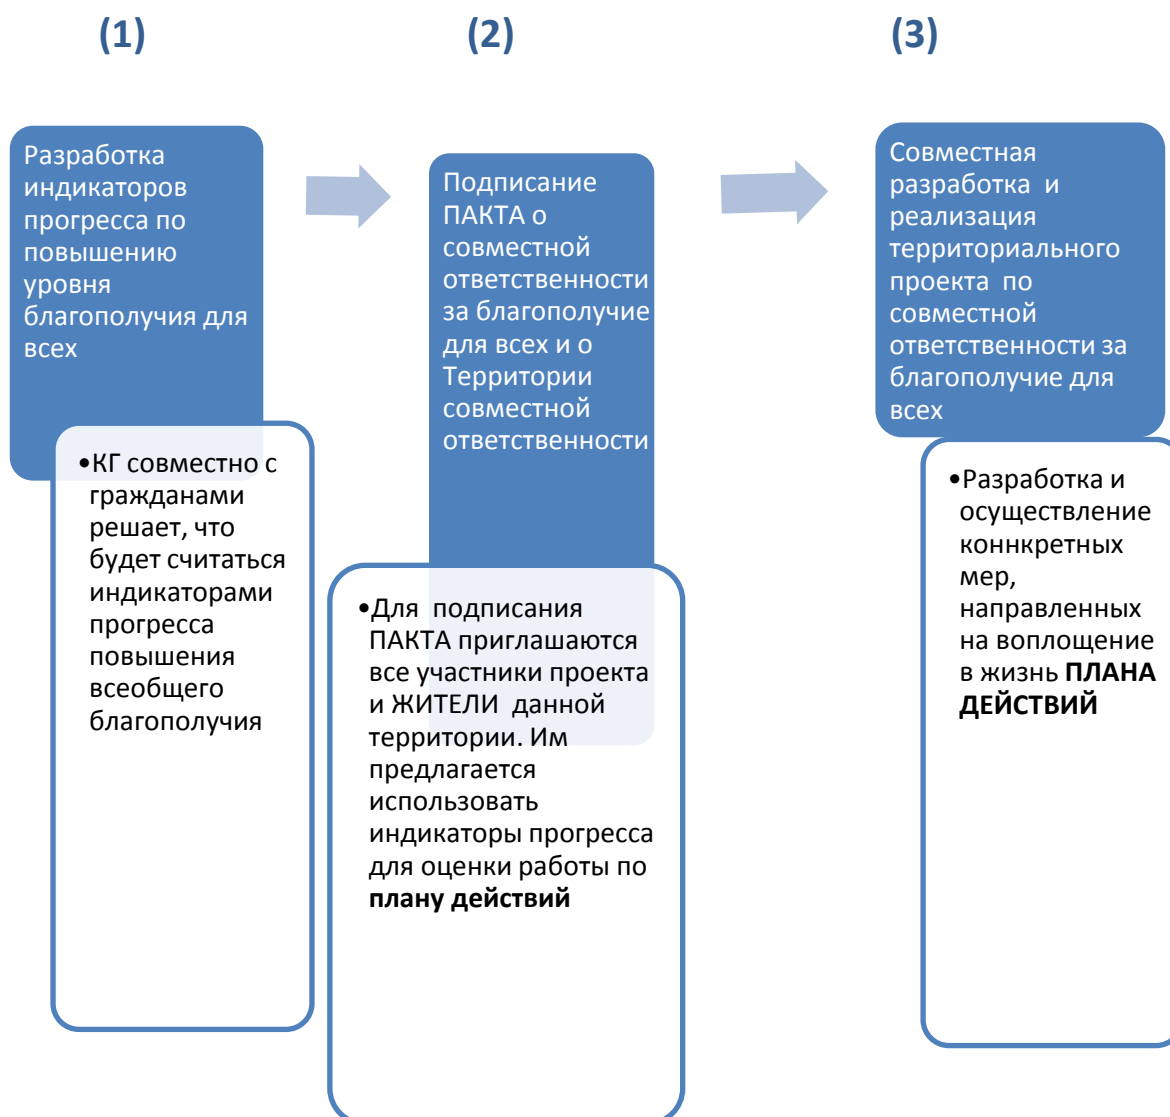 (1)
(2)
(3)
Разработка
индикаторов
прогресса по
повышению
уровня
благополучия для
всех
•КГ совместно с
гражданами
решает, что
будет считаться
индикаторами
прогресса
повышения
всеобщего
благополучия
Подписание
ПАКТА о
совместной
ответственности
за благополучие
для всех и о
Территории
совместной
ответственности
•Для подписания
ПАКТА приглашаются
все участники проекта
и ЖИТЕЛИ данной
территории. Им
предлагается
использовать
индикаторы прогресса
для оценки работы по
плану действий
Совместная
разработка и
реализация
территориального
проекта по
совместной
ответственности за
благополучие для
всех
•Разработка и
осуществление
коннкретных
мер,
направленных
на воплощение
в жизнь ПЛАНА
ДЕЙСТВИЙ